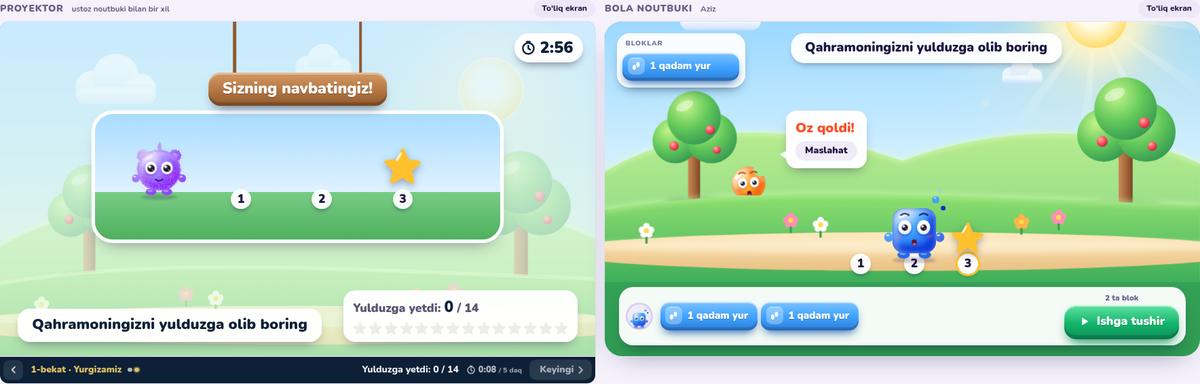 PROYEKTOR ustoz noutbuki bilan bir xil
To'liq ekran
2:56
Sizning navbatingiz!
1 2 3
Qahramoningizni yulduzga olib boring
Yulduzga yetdi: 0 / 14
1-bekat · Yurgizamiz
Yulduzga yetdi: 0 / 14
0:08 / 5 daq
Keyingi
BOLA NOUTBUKI Aziz
To'liq ekran
BLOKLAR
1 qadam yur
Qahramoningizni yulduzga olib boring
Oz qoldi!
Maslahat
1 2 3
1 qadam yur
1 qadam yur
2 ta blok
Ishga tushir